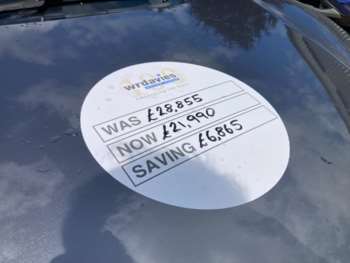 wrdavies
WAS £28,855
NOW £21,990
SAVING £6,865